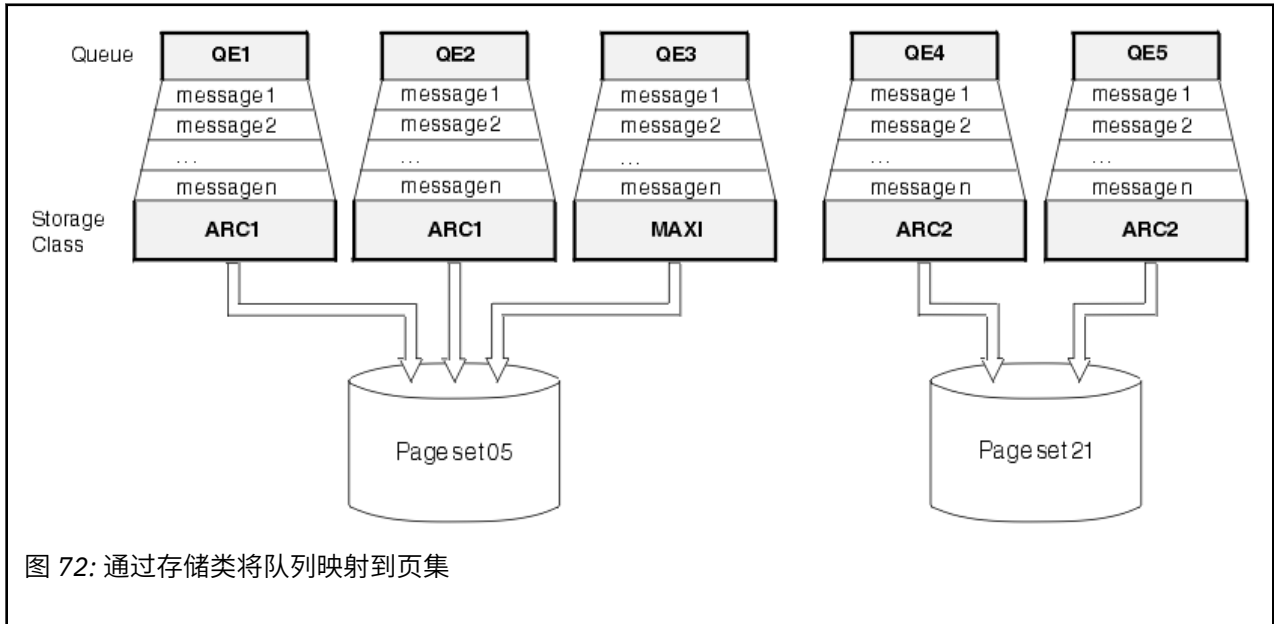 Queue QE1 QE2 QE3 QE4 QE5
message1 message1 message1 message1 message1
message2 message2 message2 message2 message2
... ... ... ... ...
messagen messagen messagen messagen messagen
Storage
Class
ARC1 ARC1 MAXI ARC2 ARC2
Page set 05 Page set 21
图 72: 通过存储类将队列映射到页集